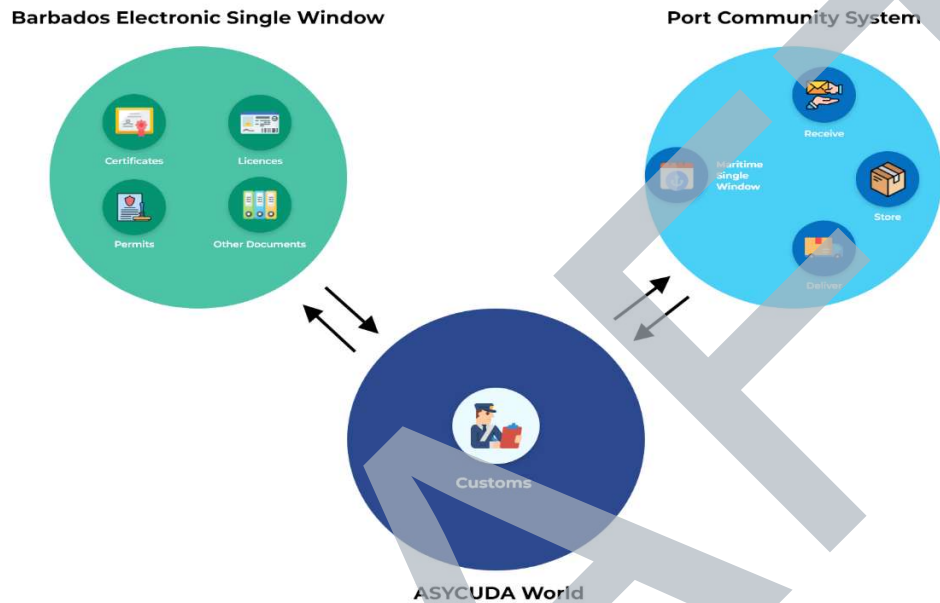 Barbados Electronic Single Window
Port Community System
Certificates
Licences
Permits
Other Documents
Receive
Maritime
Single
Window
Store
Deliver
Customs
ASYCUDA World